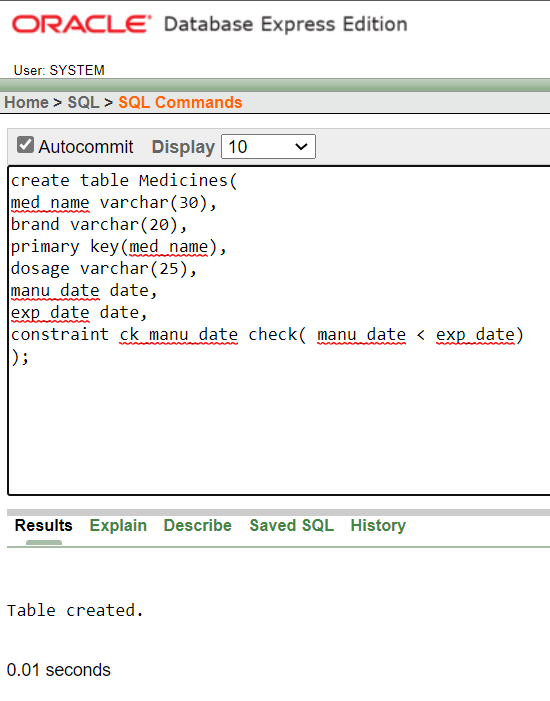 ORACLE® Database Express Edition
User: SYSTEM
Home > SQL > SQL Commands
Autocommit Display 10
create table Medicines(
med_name varchar(30),
brand varchar(20),
primary key(med_name),
dosage varchar(25),
manu_date date,
exp_date date,
constraint ck_manu_date check( manu_date < exp_date)
);
Results Explain Describe Saved SQL History
Table created.
0.01 seconds